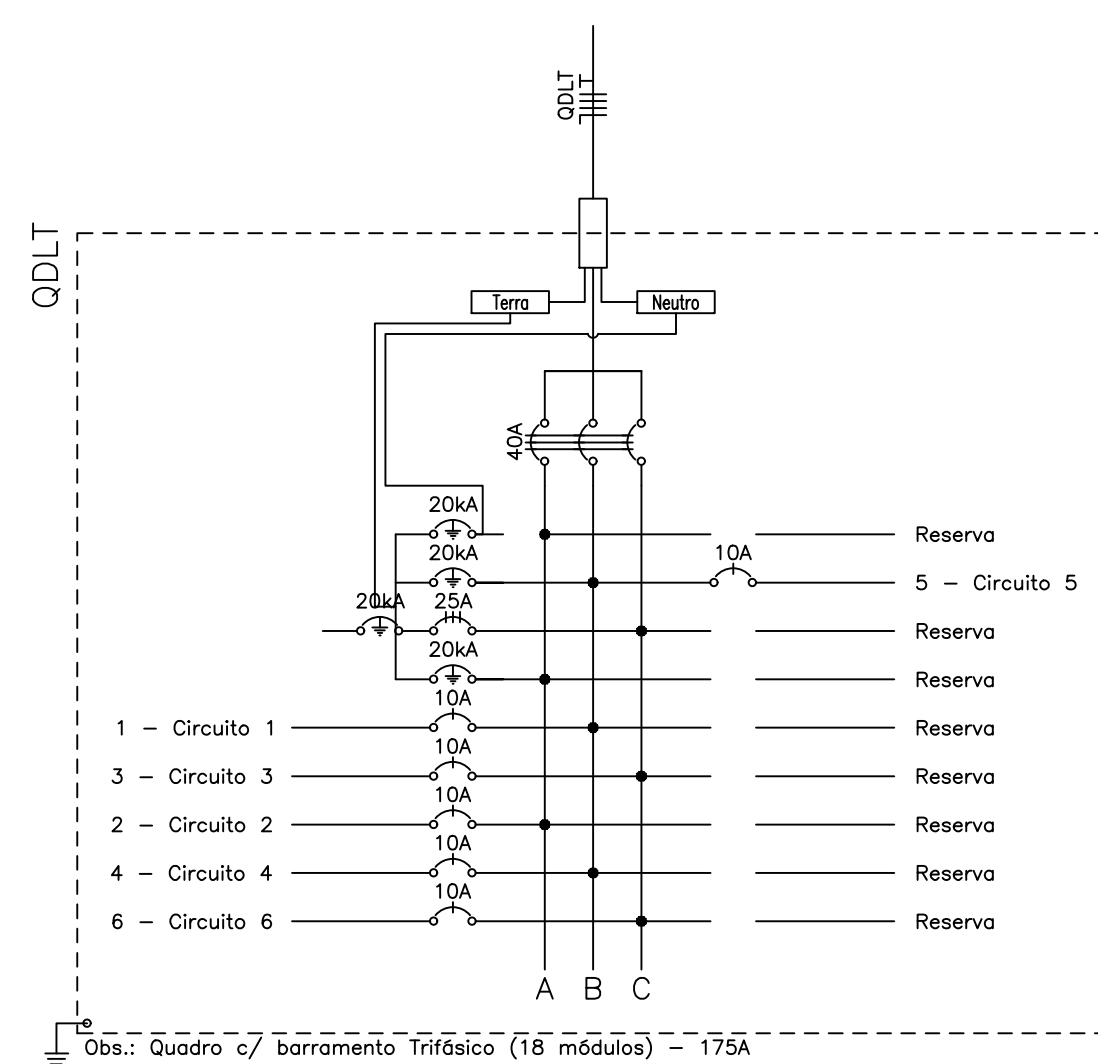 QDLT
QDLT
Terra
Neutro
40A
20kA
Reserva
20kA
10A
5 - Circuito 5
20kA
25A
Reserva
20kA
Reserva
10A
1 - Circuito 1
Reserva
10A
3 - Circuito 3
Reserva
10A
2 - Circuito 2
Reserva
10A
4 - Circuito 4
Reserva
10A
6 - Circuito 6
Reserva
A B C
Obs.: Quadro c/ barramento Trifásico (18 módulos) - 175A